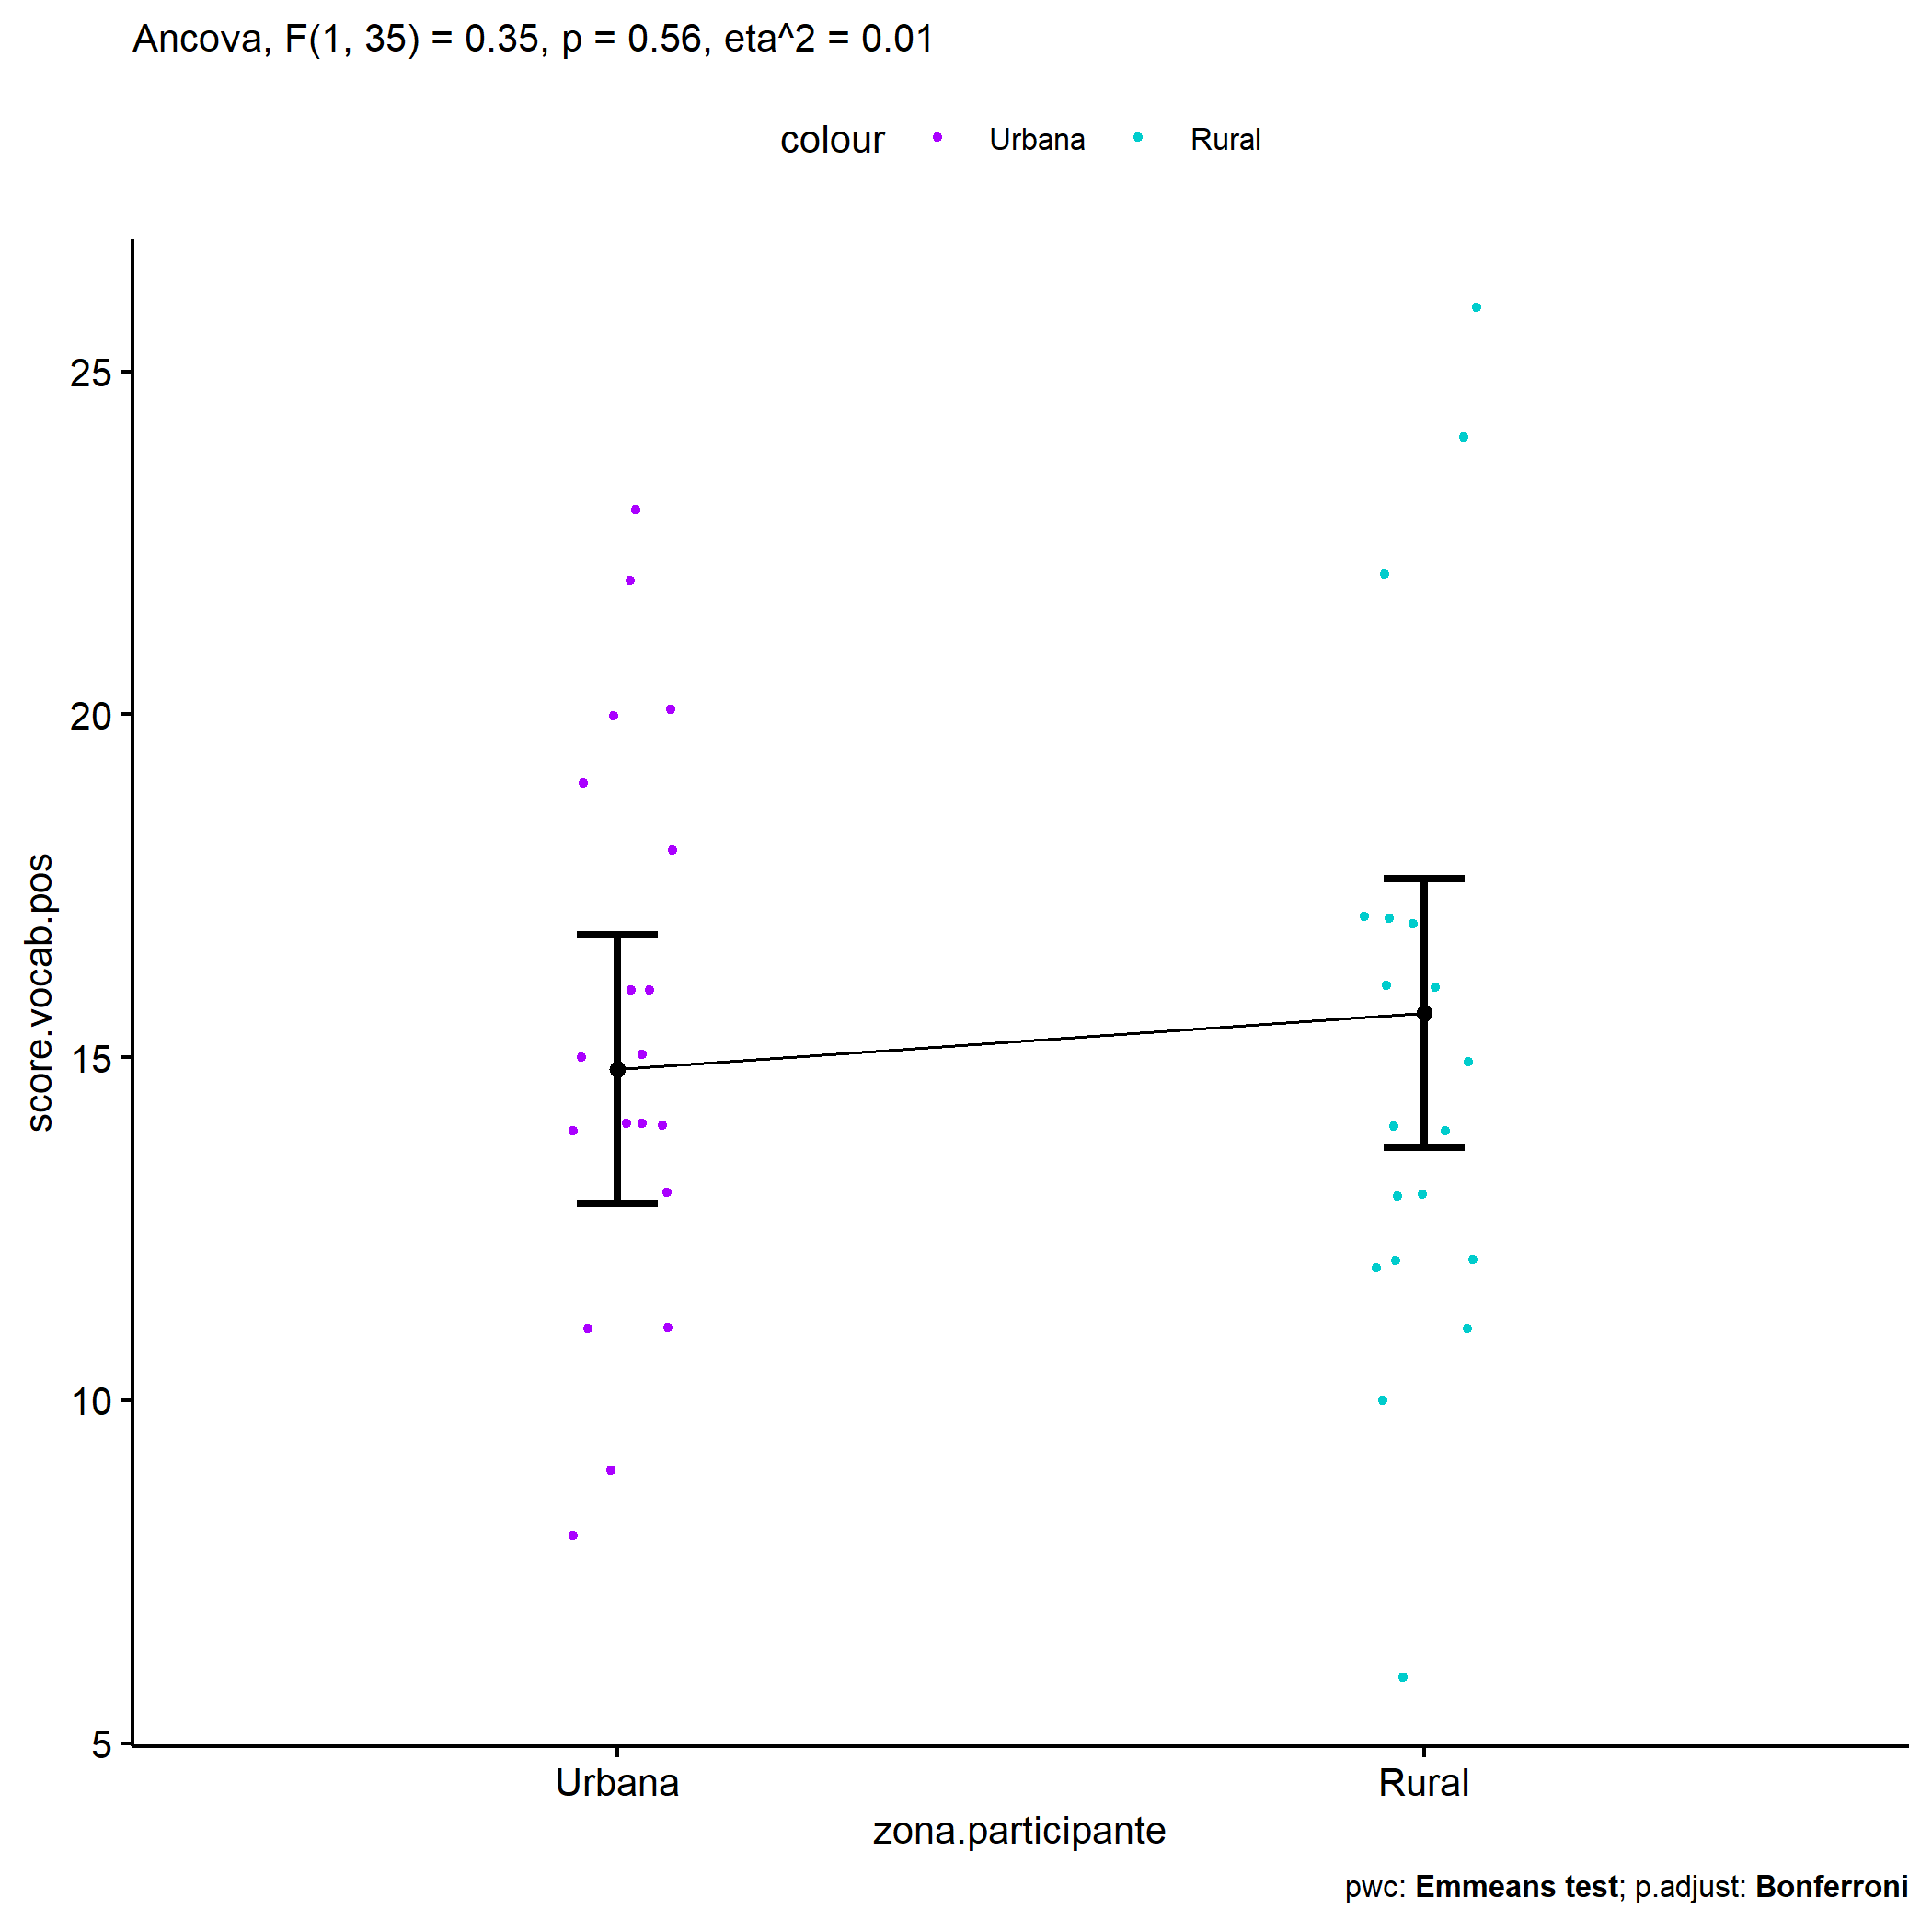 Ancova, F(1, 35) = 0.35, p = 0.56, eta^2 = 0.01
colour Urbana Rural
score.vocab.pos
25
20
15
10
5
Urbana Rural
zona.participante
pwc: Emmeans test; p.adjust: Bonferroni